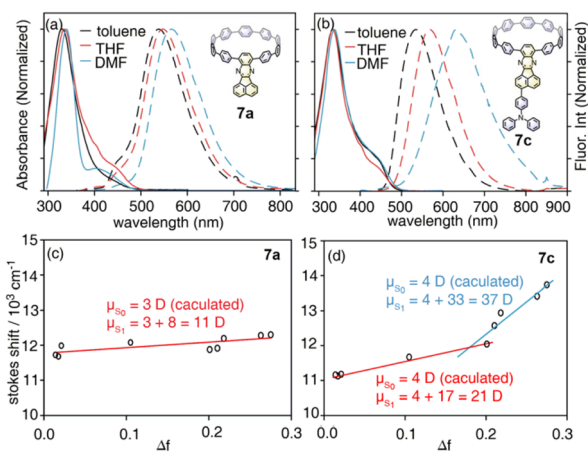 (a)
toluene
THF
DMF
7a
Absorbance (Normalized)
300 400 500 600 700 800
wavelength (nm)
(b)
toluene
THF
DMF
N
N
N
7c
Fluor. Int (Normalized)
300 400 500 600 700 800 900
wavelength (nm)
(c)
7a
μS0 = 3 D (caculated)
μS1 = 3 + 8 = 11 D
stokes shift / 10³ cm⁻¹
15
14
13
12
11
10
0.0 0.1 0.2 0.3
Δf
(d)
7c
μS0 = 4 D (caculated)
μS1 = 4 + 33 = 37 D
μS0 = 4 D (caculated)
μS1 = 4 + 17 = 21 D
15
14
13
12
11
10
0.0 0.1 0.2 0.3
Δf